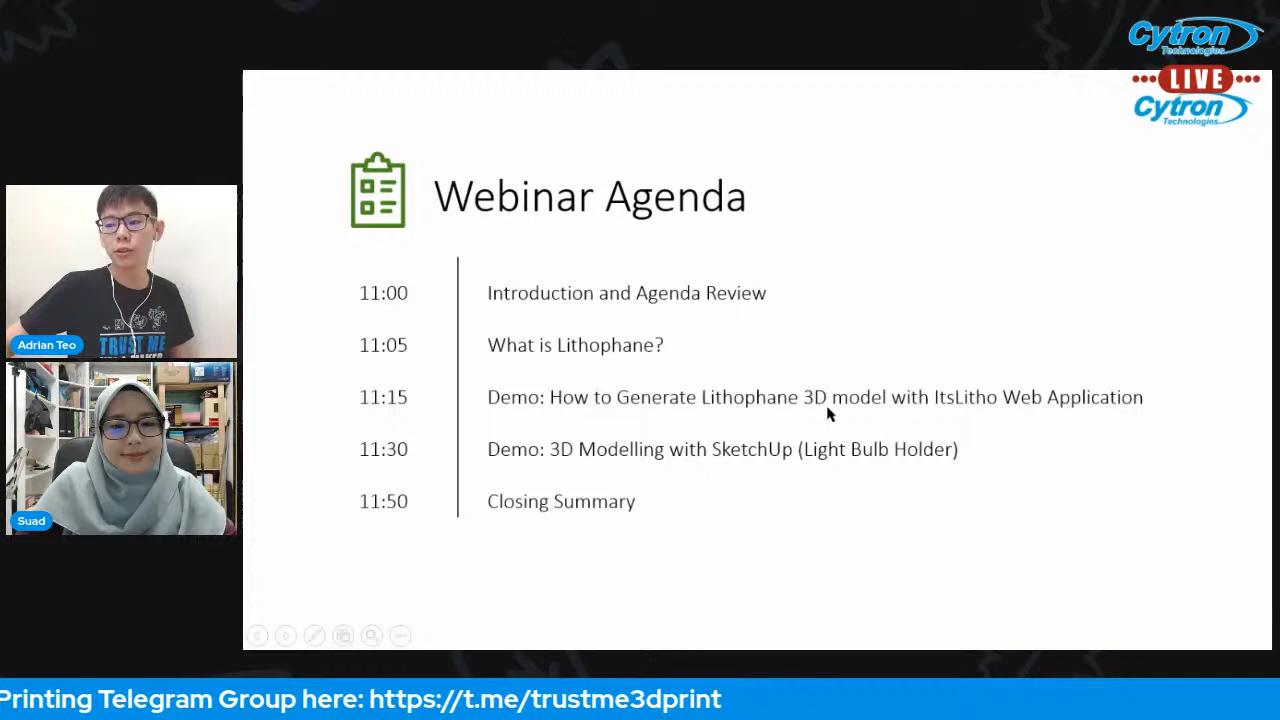 Cytron
Technologies
LIVE
Cytron
Technologies
Webinar Agenda
11:00 Introduction and Agenda Review
11:05 What is Lithophane?
11:15 Demo: How to Generate Lithophane 3D model with ItsLitho Web Application
11:30 Demo: 3D Modelling with SketchUp (Light Bulb Holder)
11:50 Closing Summary
TRUST ME
Adrian Teo
Suad
Printing Telegram Group here: https://t.me/trustme3dprint